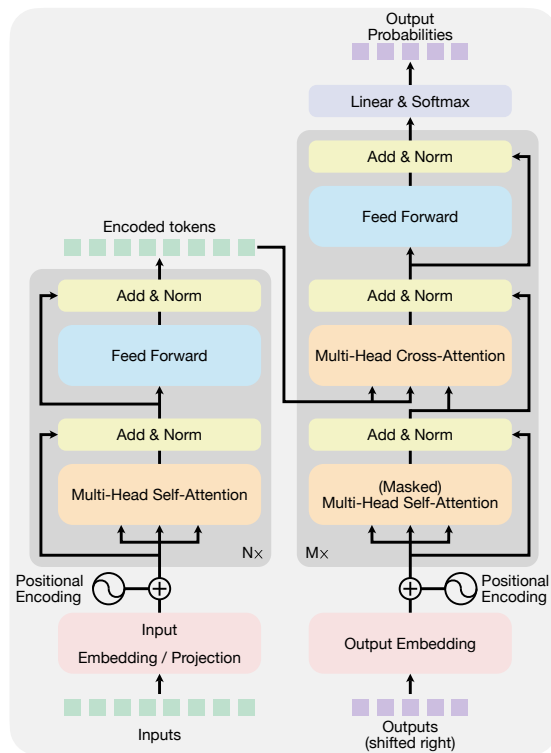 Output
Probabilities
Linear & Softmax
Add & Norm
Feed Forward
Add & Norm
Multi-Head Cross-Attention
Add & Norm
(Masked)
Multi-Head Self-Attention
M×
Positional
Encoding
Output Embedding
Outputs
(shifted right)
Encoded tokens
Add & Norm
Feed Forward
Add & Norm
Multi-Head Self-Attention
N×
Positional
Encoding
Input
Embedding / Projection
Inputs